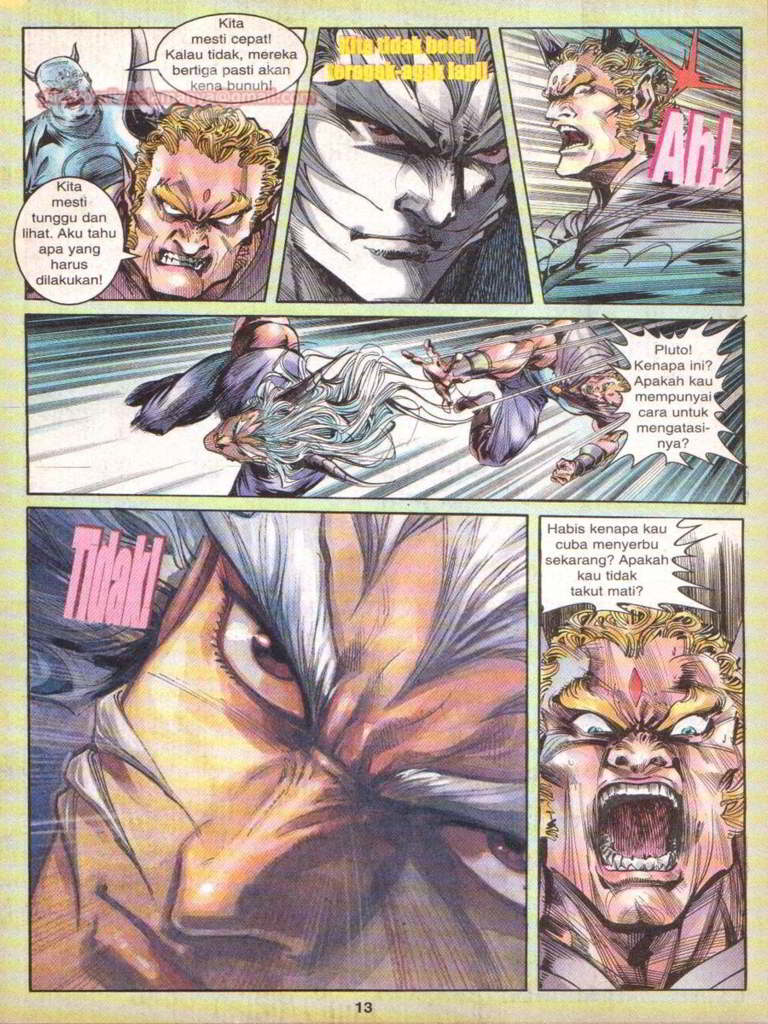 Kita
mesti cepat!
Kalau tidak, mereka
bertiga pasti akan
kena bunuh!
Kita
mesti
tunggu dan
lihat. Aku tahu
apa yang
harus
dilakukan!
Kita tidak boleh
teragak-agak lagi!
Ah!
Pluto!
Kenapa ini?
Apakah kau
mempunyai
cara untuk
mengatasi-
nya?
Tidak!
Habis kenapa kau
cuba menyerbu
sekarang? Apakah
kau tidak
takut mati?
13